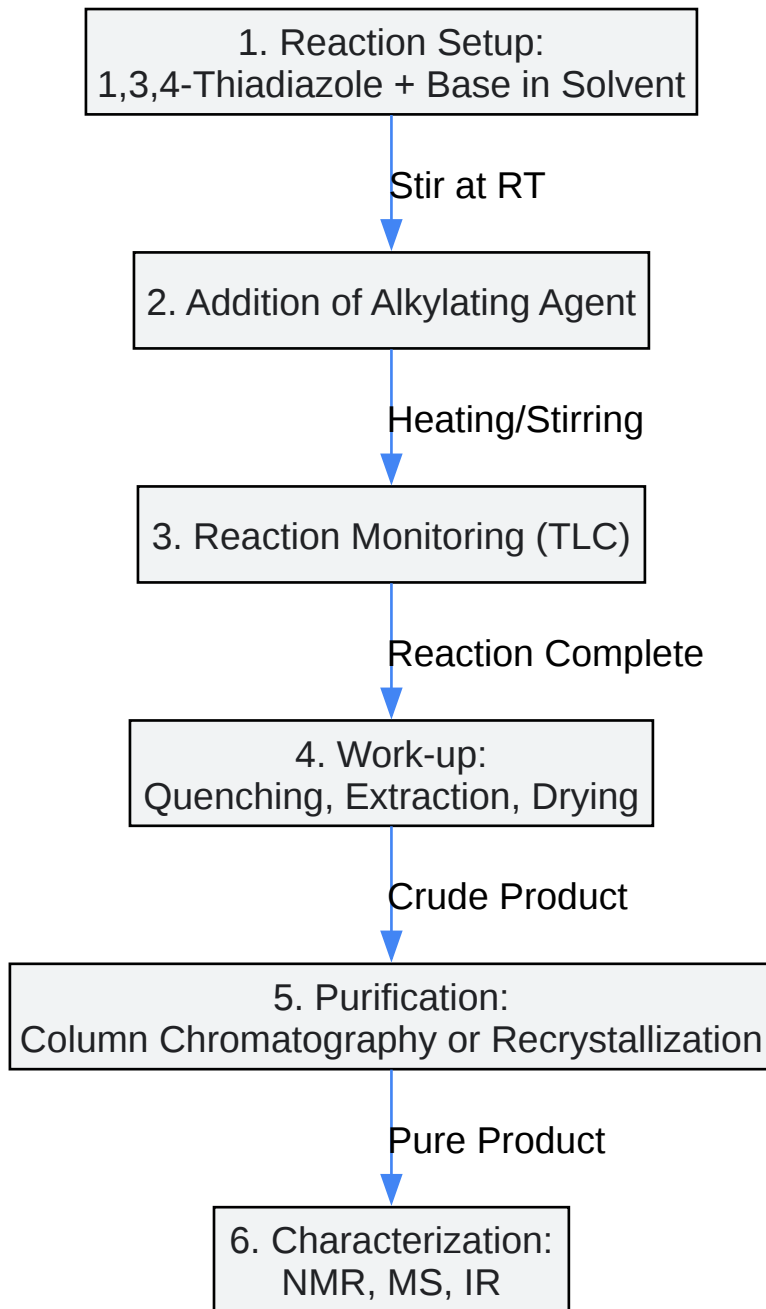 1. Reaction Setup:
1,3,4-Thiadiazole + Base in Solvent
Stir at RT
2. Addition of Alkylating Agent
Heating/Stirring
3. Reaction Monitoring (TLC)
Reaction Complete
4. Work-up:
Quenching, Extraction, Drying
Crude Product
5. Purification:
Column Chromatography or Recrystallization
Pure Product
6. Characterization:
NMR, MS, IR